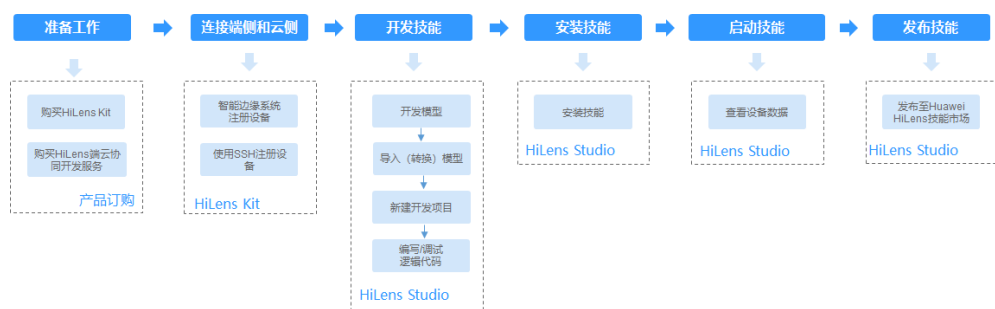 准备工作
连接端侧和云侧
开发技能
安装技能
启动技能
发布技能
购买HiLens Kit
购买HiLens端云协
同开发服务
产品订购
智能边缘系统
注册设备
使用SSH注册设
备
HiLens Kit
开发模型
导入（转换）模型
新建开发项目
编写/调试
逻辑代码
HiLens Studio
安装技能
HiLens Studio
查看设备数据
HiLens Studio
发布至Huawei
HiLens技能市场
HiLens Studio